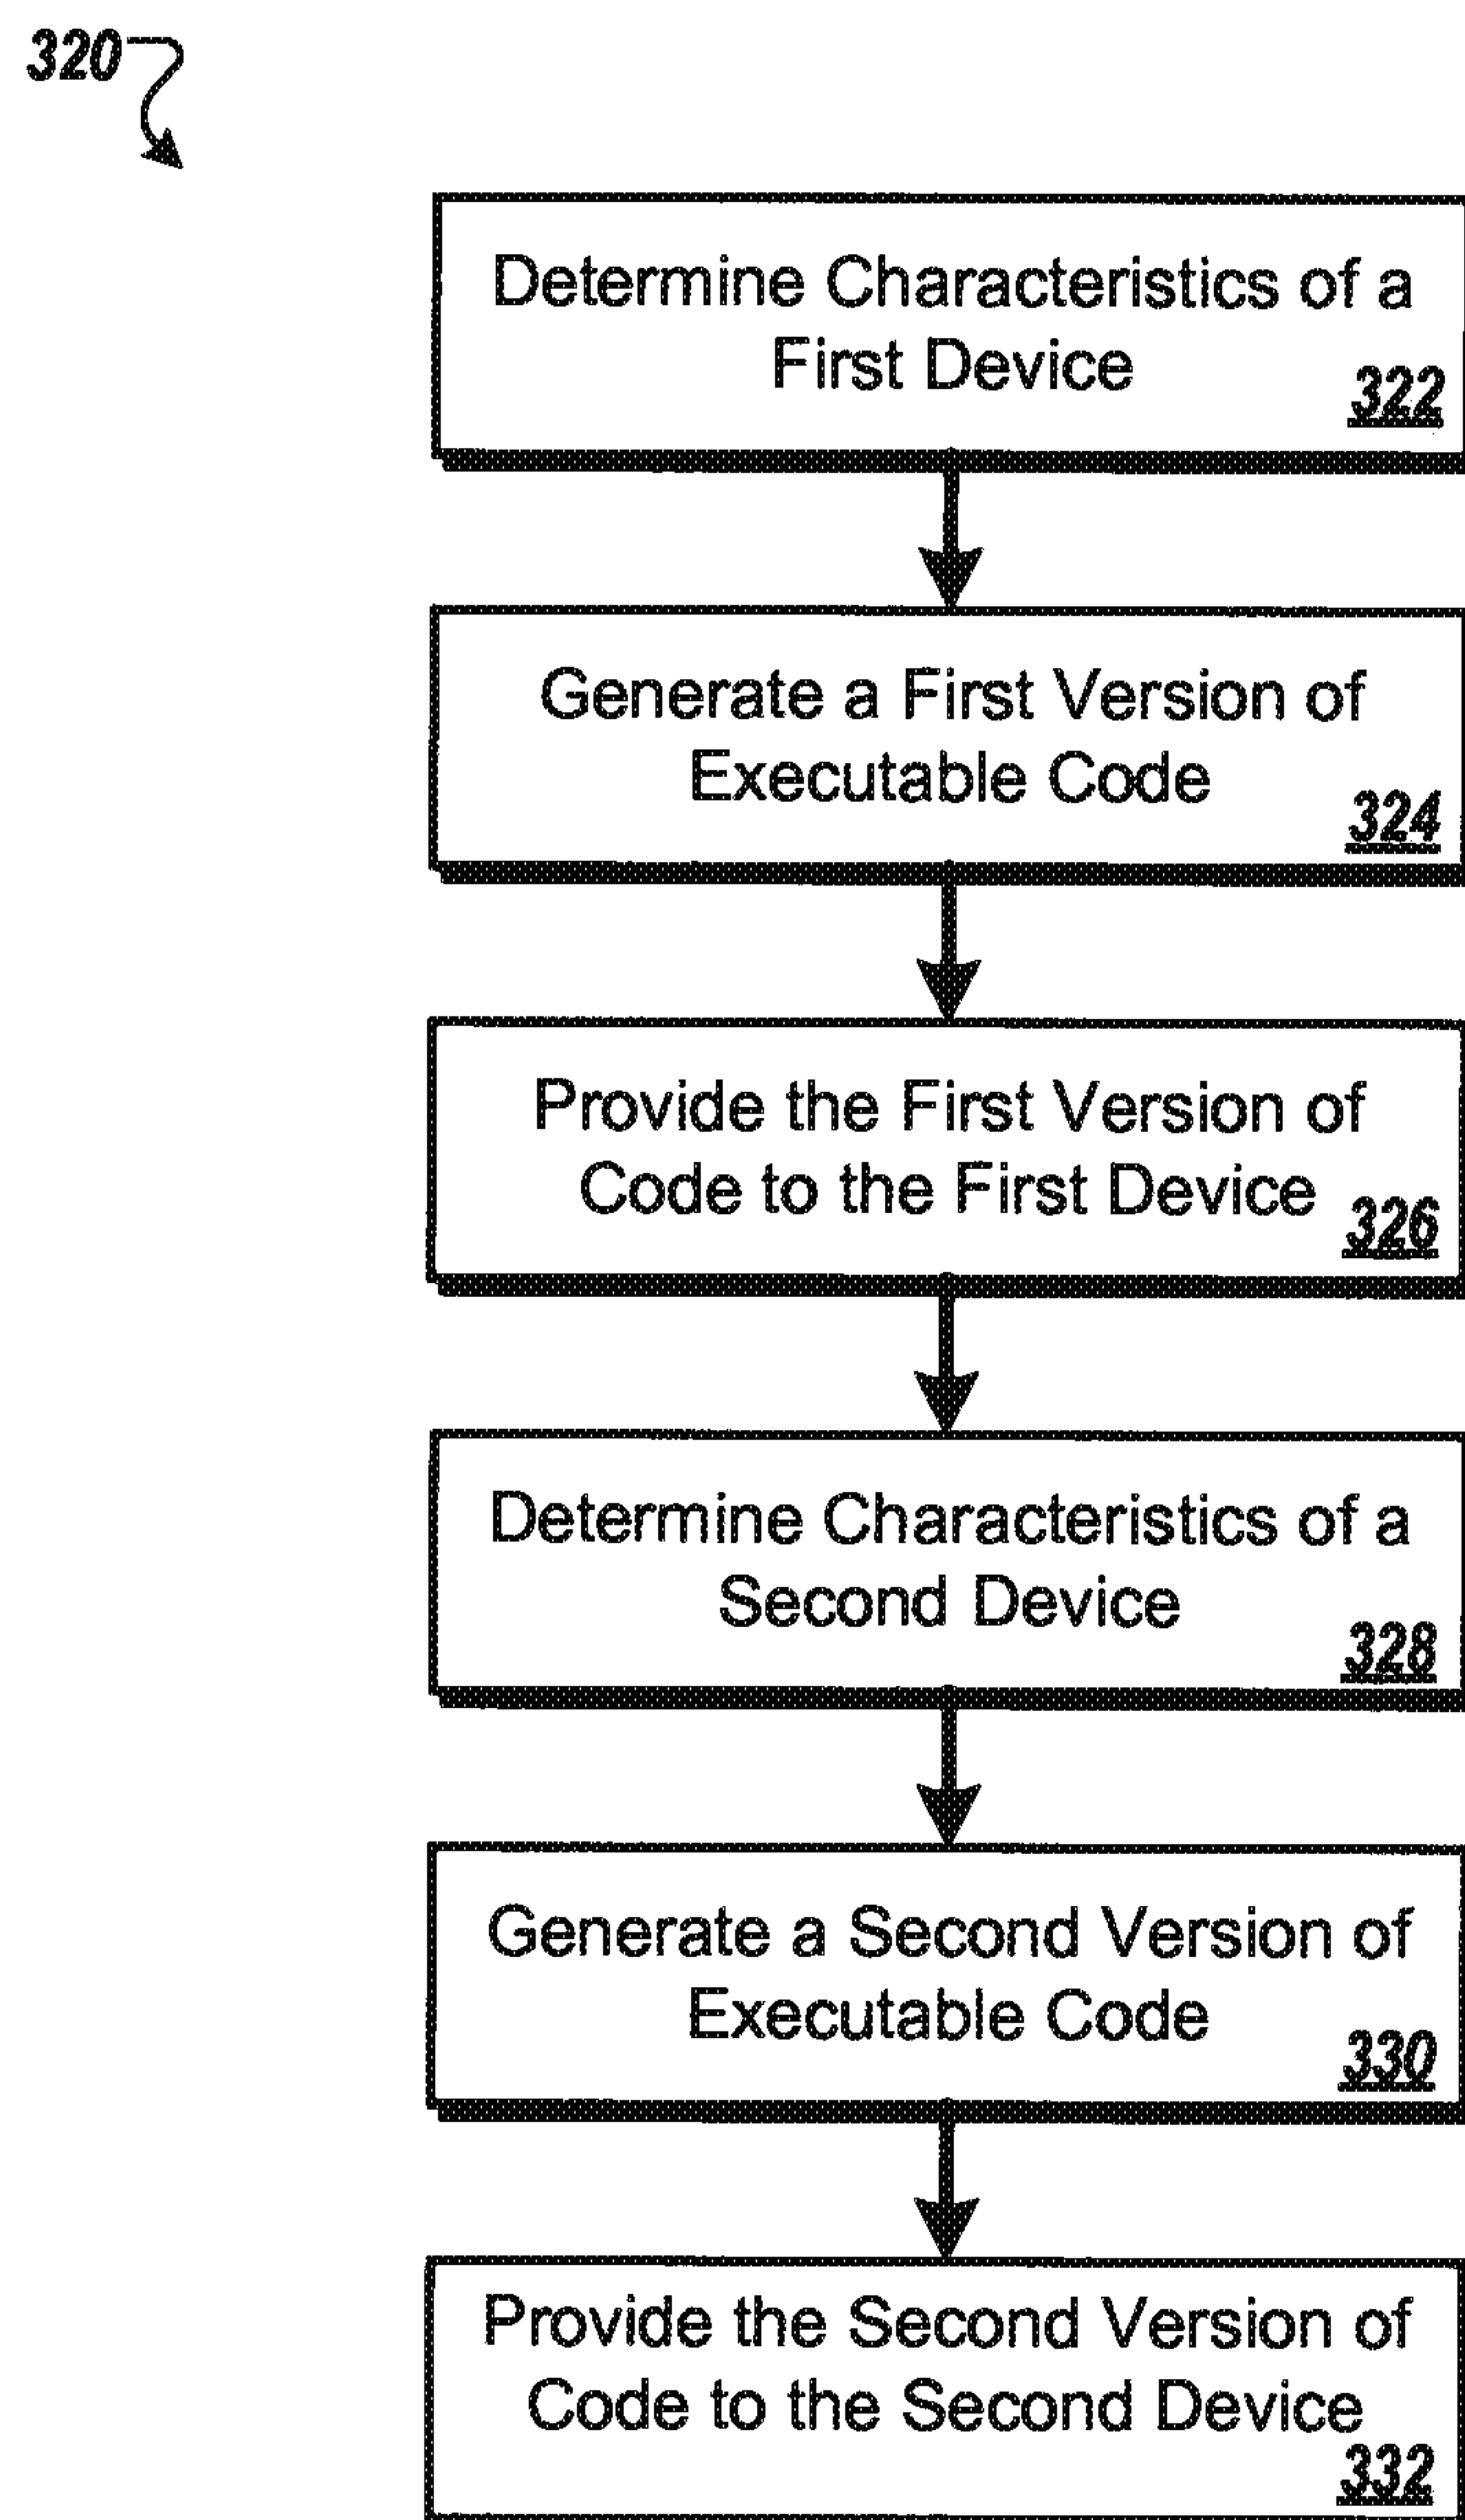 320
Determine Characteristics of a
First Device
322
Generate a First Version of
Executable Code
324
Provide the First Version of
Code to the First Device
326
Determine Characteristics of a
Second Device
328
Generate a Second Version of
Executable Code
330
Provide the Second Version of
Code to the Second Device
332